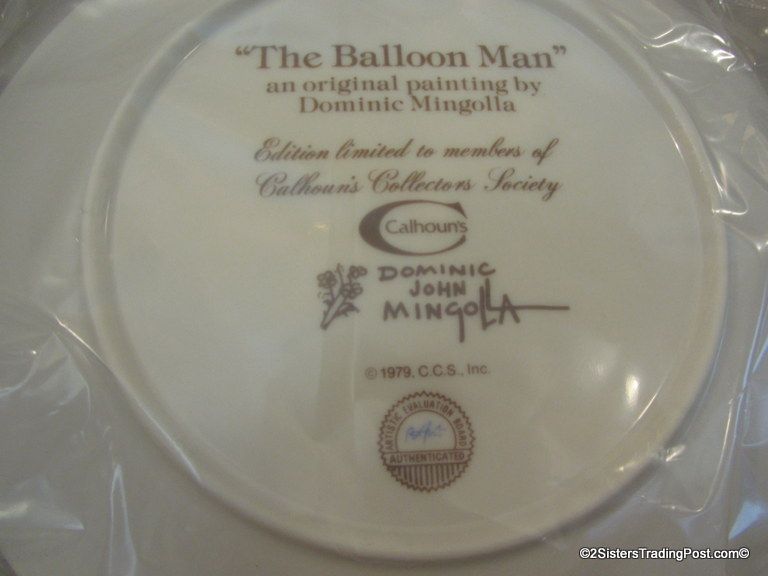 “The Balloon Man”
an original painting by
Dominic Mingolla
Edition limited to members of
Calhoun's Collectors Society
Calhoun's
DOMINIC
JOHN
MINGOLLA
© 1979, C.C.S., Inc.
ARTISTIC EVALUATION BOARD
AUTHENTICATED
©2SistersTradingPost.com©